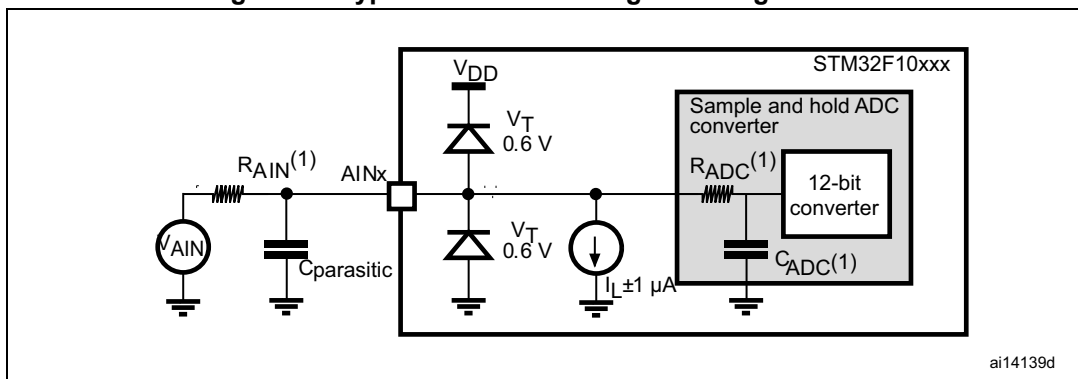 STM32F10xxx
VDD
Sample and hold ADC
converter
VT
0.6 V
RAIN(1)
AINx
RADC(1)
12-bit
converter
VAIN
Cparasitic
VT
0.6 V
IL±1 µA
CADC(1)
ai14139d